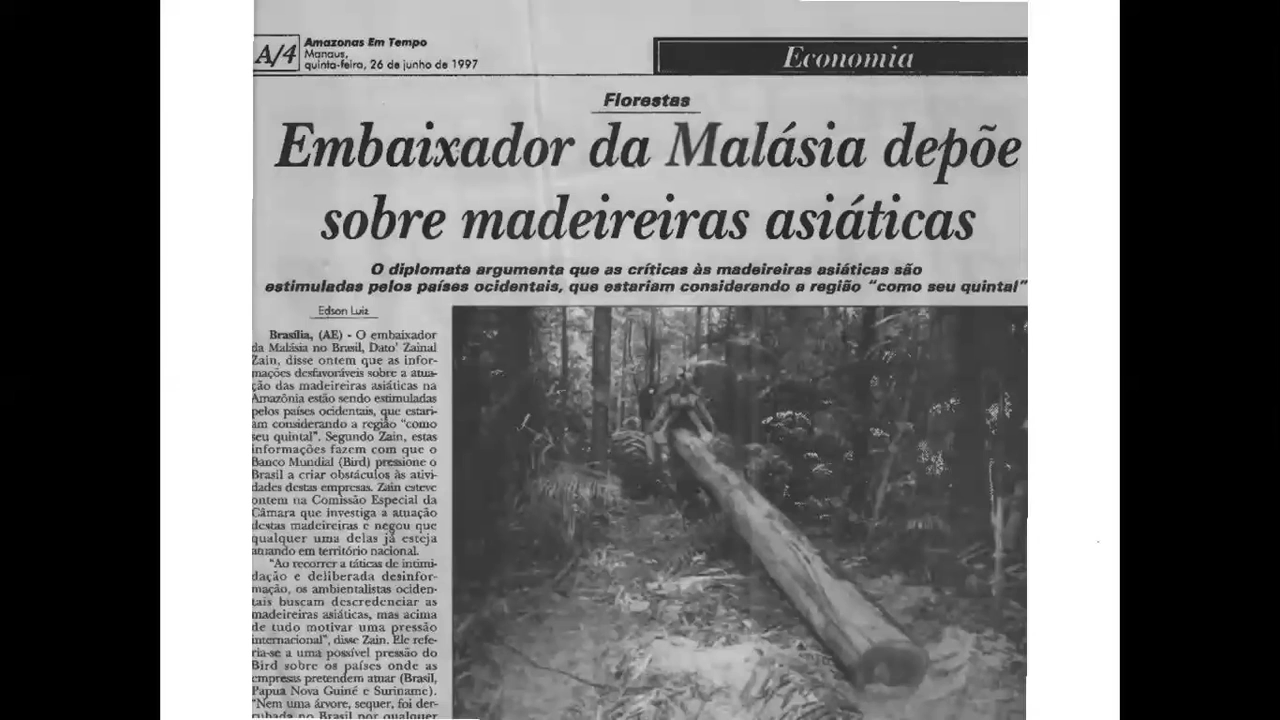 A/4
Amazonas Em Tempo
Manaus,
quinta-feira, 26 de junho de 1997
Economia
Florestas
Embaixador da Malásia depõe
sobre madeireiras asiáticas
O diplomata argumenta que as críticas às madeireiras asiáticas são
estimuladas pelos países ocidentais, que estariam considerando a região "como seu quintal"
Edson Luiz
Brasília, (AE) - O embaixador
da Malásia no Brasil, Dato' Zainal
Zain, disse ontem que as infor-
mações desfavoráveis sobre a atua-
ção das madeireiras asiáticas na
Amazônia estão sendo estimuladas
pelos países ocidentais, que estari-
am considerando a região "como
seu quintal". Segundo Zain, estas
informações fazem com que o
Banco Mundial (Bird) pressione o
Brasil a criar obstáculos às ativi-
dades destas empresas. Zain esteve
ontem na Comissão Especial da
Câmara que investiga a atuação
destas madeireiras e negou que
qualquer uma delas já esteja
atuando em território nacional.
"Ao recorrer a táticas de intimi-
dação e deliberada desinfor-
mação, os ambientalistas ociden-
tais buscam descredenciar as
madeireiras asiáticas, mas acima
de tudo motivar uma pressão
internacional", disse Zain. Ele refe-
ria-se a uma possível pressão do
Bird sobre os países onde as
empresas pretendem atuar (Brasil,
Papua Nova Guiné e Suriname).
"Nem uma árvore, sequer, foi der-
rubada no Brasil por qualquer